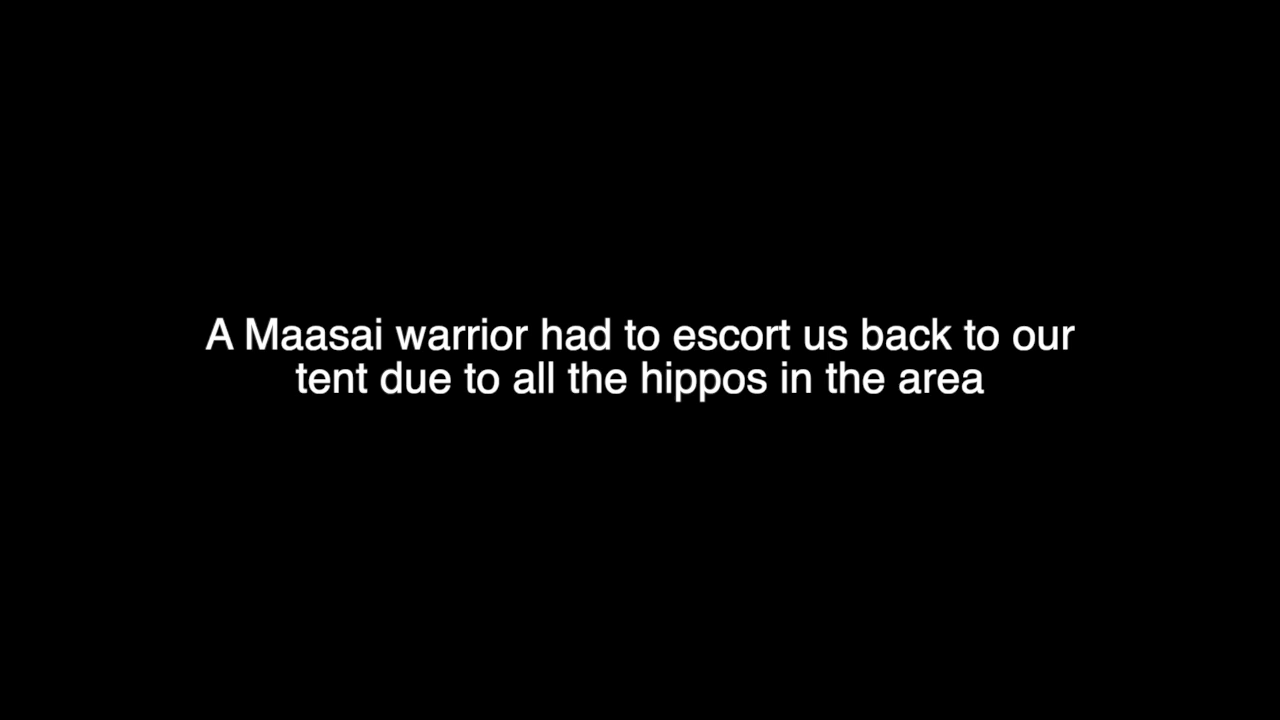 A Maasai warrior had to escort us back to our
tent due to all the hippos in the area